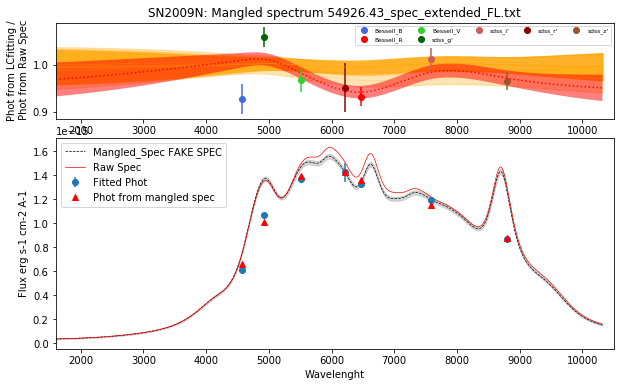 SN2009N: Mangled spectrum 54926.43_spec_extended_FL.txt
Phot from LCfitting /
Phot from Raw Spec
1.0
0.9
Bessell_B
Bessell_R
Bessell_V
sdss_g'
sdss_i'
sdss_r'
sdss_z'
2000 3000 4000 5000 6000 7000 8000 9000 10000
Flux erg s-1 cm-2 A-1
1.6
1.4
1.2
1.0
0.8
0.6
0.4
0.2
0.0
Mangled_Spec FAKE SPEC
Raw Spec
Fitted Phot
Phot from mangled spec
2000 3000 4000 5000 6000 7000 8000 9000 10000
Wavelenght